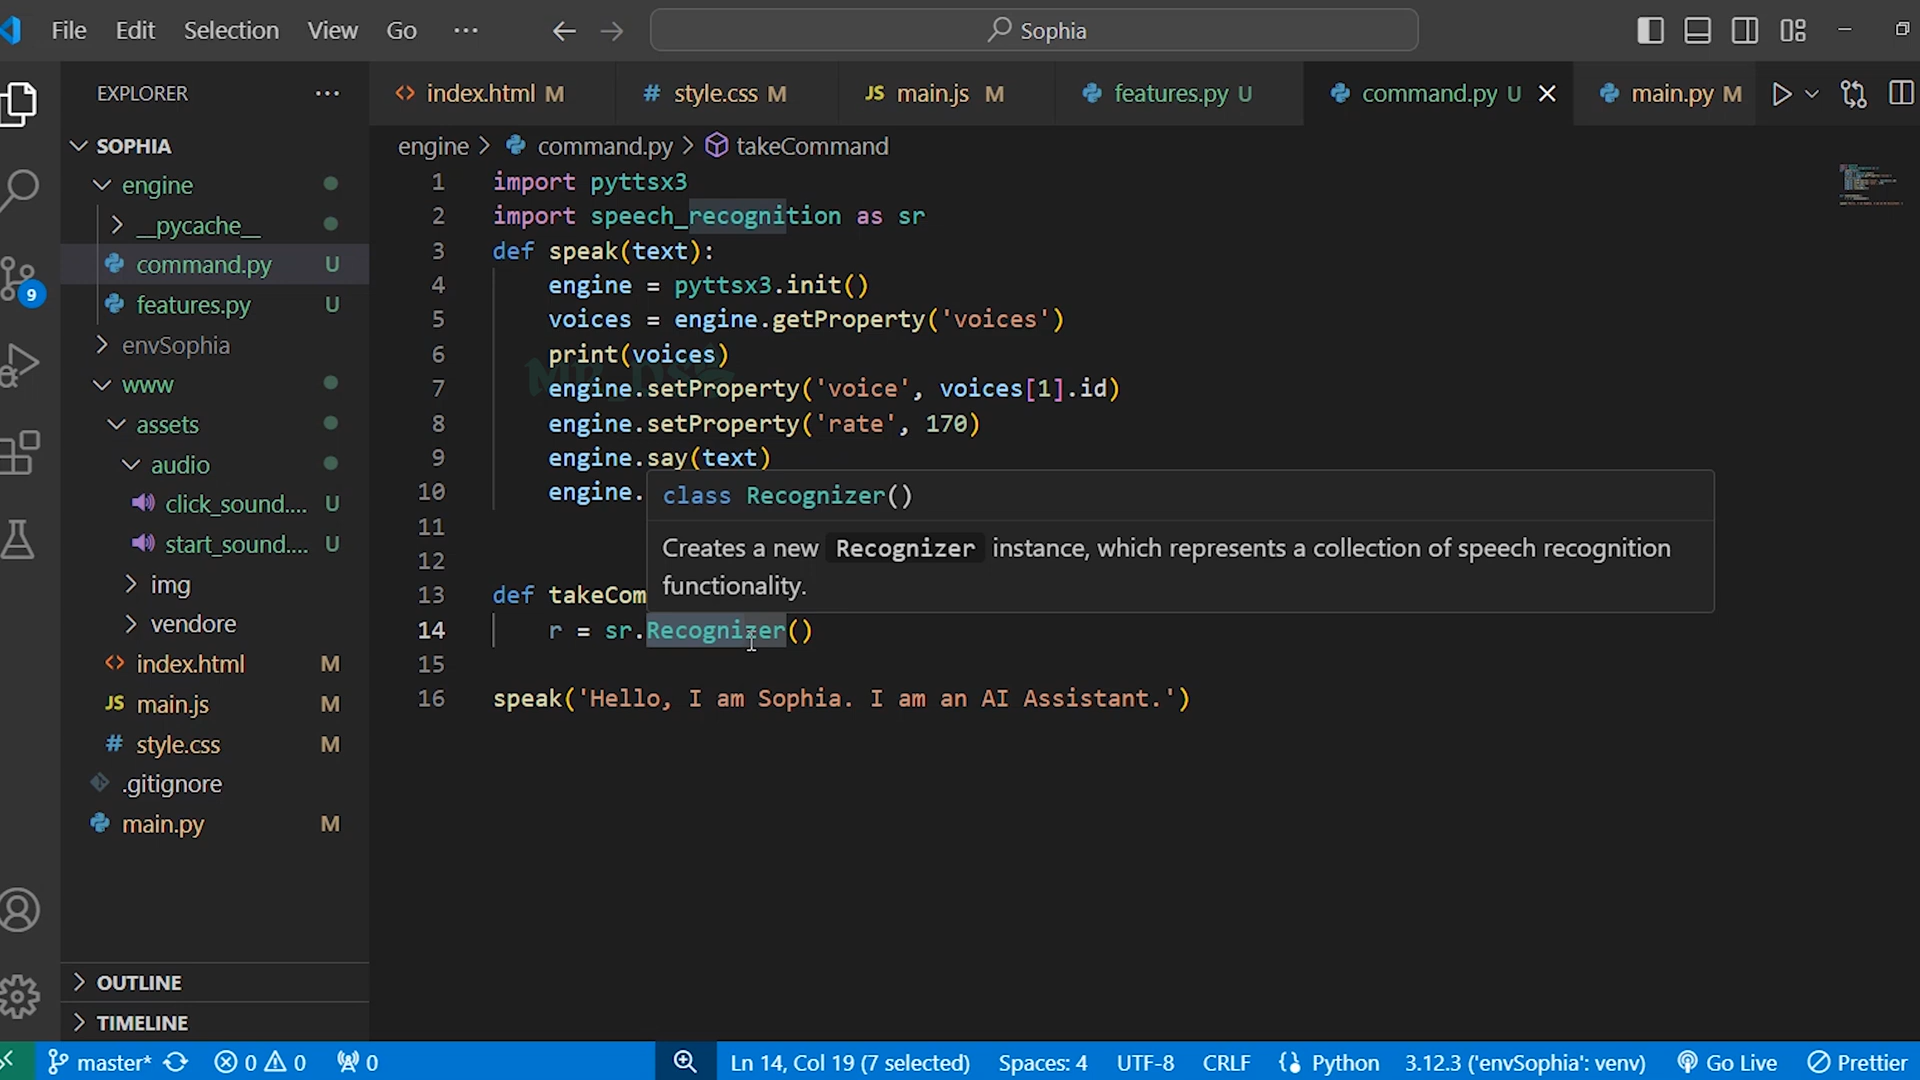 File Edit Selection View Go ··· Sophia
EXPLORER ···
index.html M
style.css M
JS main.js M
features.py U
command.py U
main.py M
SOPHIA
engine
__pycache__
command.py U
features.py U
envSophia
www
assets
audio
click_sound.... U
start_sound.... U
img
vendore
index.html M
JS main.js M
# style.css M
.gitignore
main.py M
OUTLINE
TIMELINE
9
engine > command.py > takeCommand
1 import pyttsx3
2 import speech_recognition as sr
3 def speak(text):
4 engine = pyttsx3.init()
5 voices = engine.getProperty('voices')
6 print(voices)
7 engine.setProperty('voice', voices[1].id)
8 engine.setProperty('rate', 170)
9 engine.say(text)
10 engine.
11
12
13 def takeCom
14 r = sr.Recognizer()
15
16 speak('Hello, I am Sophia. I am an AI Assistant.')
class Recognizer()
Creates a new Recognizer instance, which represents a collection of speech recognition
functionality.
master* 0 0 0 Ln 14, Col 19 (7 selected) Spaces: 4 UTF-8 CRLF Python 3.12.3 ('envSophia': venv) Go Live Prettier